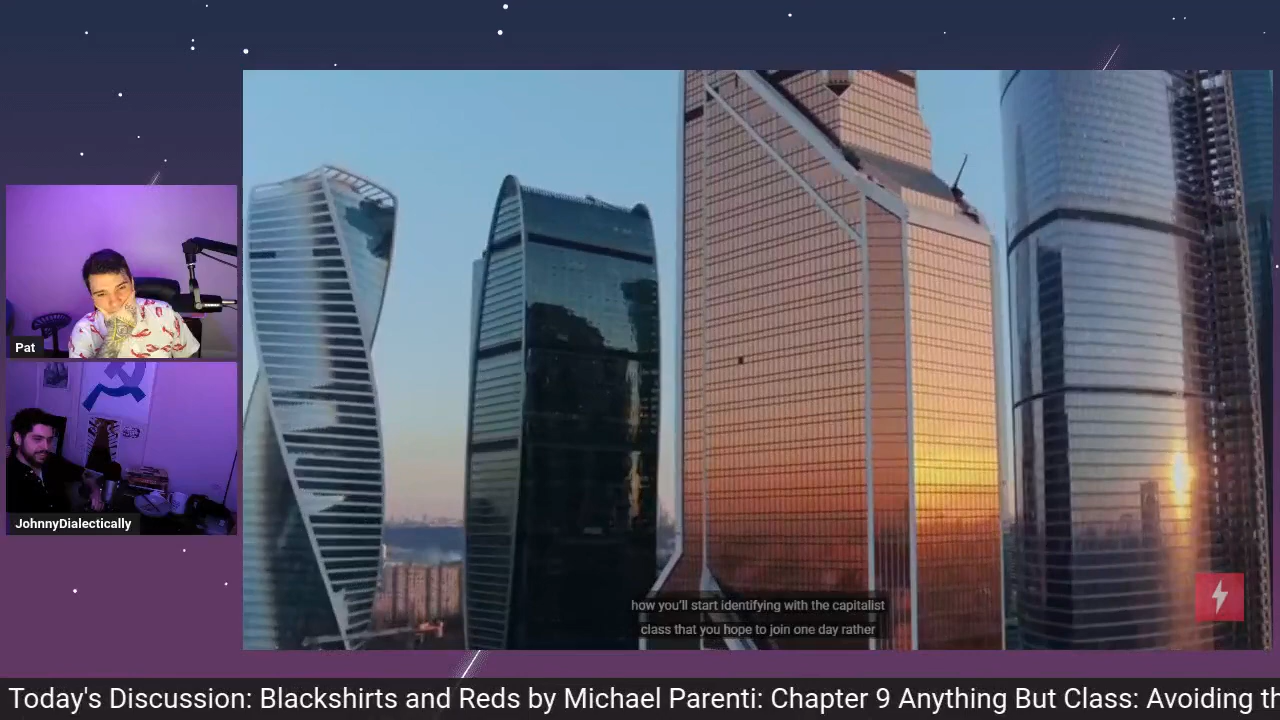 Pat
JohnnyDialectically
how you'll start identifying with the capitalist
class that you hope to join one day rather
Today's Discussion: Blackshirts and Reds by Michael Parenti: Chapter 9 Anything But Class: Avoiding th